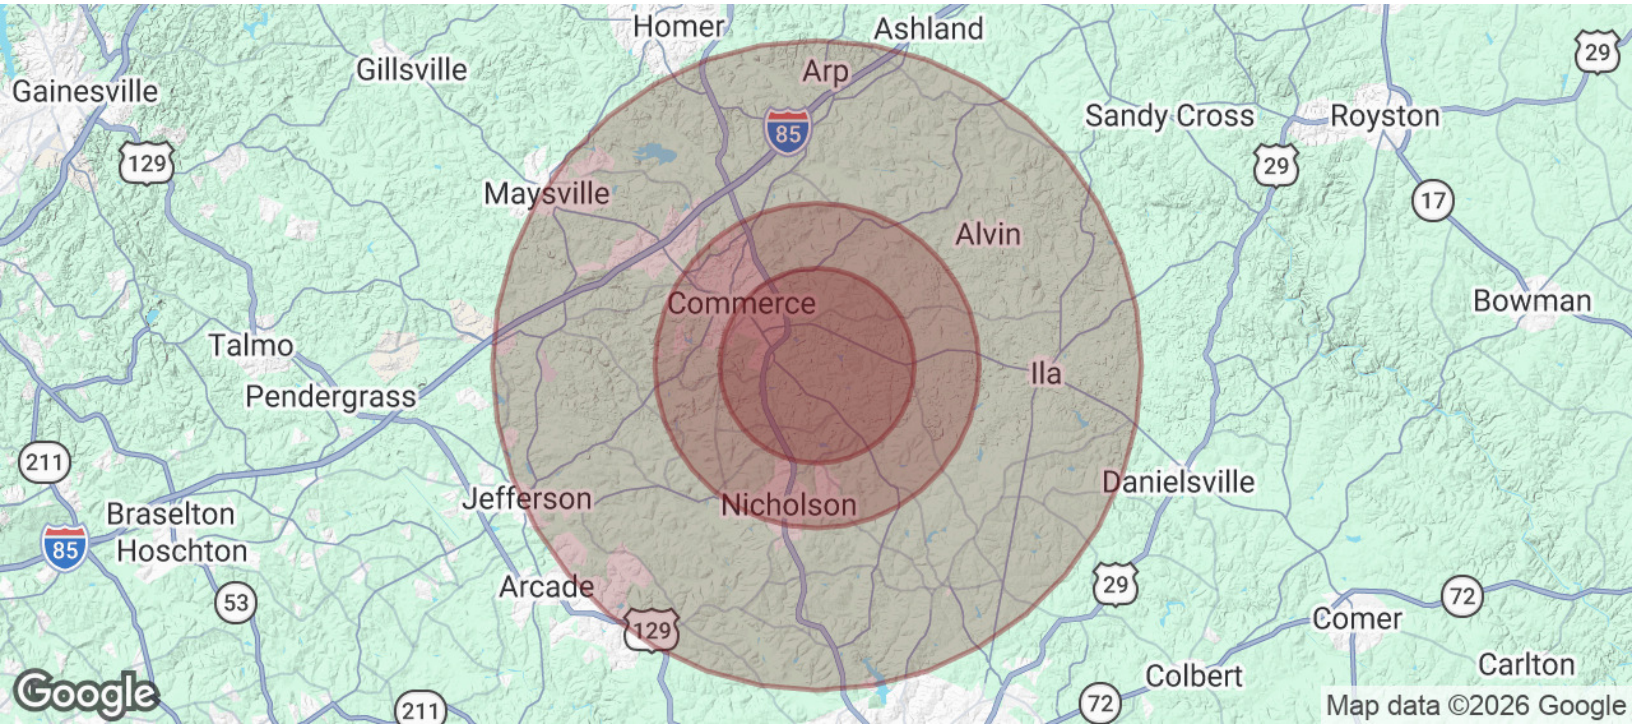 Homer
Ashland
29
Gillsville
Arp
Gainesville
85
Sandy Cross
Royston
129
29
Maysville
17
Alvin
Commerce
Bowman
Talmo
Ila
Pendergrass
211
Danielsville
Jefferson
Nicholson
Braselton
85
Hoschton
29
Arcade
53
72
129
Comer
Colbert
Carlton
Google
211
72
Map data ©2026 Google